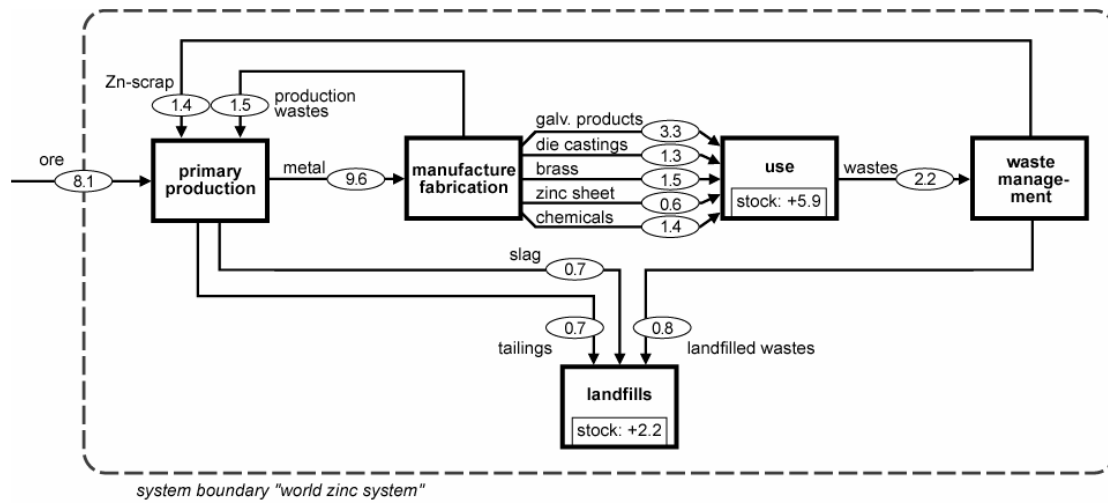 Zn-scrap
1.4
1.5
production
wastes
ore
8.1
primary
production
metal
9.6
manufacture
fabrication
galv. products
3.3
die castings
1.3
brass
1.5
zinc sheet
0.6
chemicals
1.4
use
stock: +5.9
wastes
2.2
waste
manage-
ment
slag
0.7
tailings
0.7
0.8
landfilled wastes
landfills
stock: +2.2
system boundary "world zinc system"